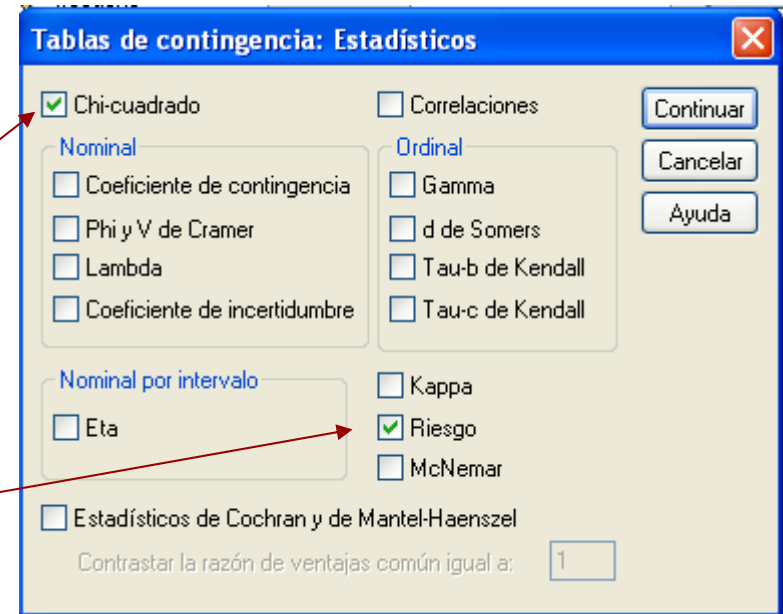 Tablas de contingencia: Estadísticos
Chi-cuadrado
Correlaciones
Continuar
Cancelar
Ayuda
Nominal
Coeficiente de contingencia
Phi y V de Cramer
Lambda
Coeficiente de incertidumbre
Ordinal
Gamma
d de Somers
Tau-b de Kendall
Tau-c de Kendall
Nominal por intervalo
Eta
Kappa
Riesgo
McNemar
Estadísticos de Cochran y de Mantel-Haenszel
Contrastar la razón de ventajas común igual a: 1